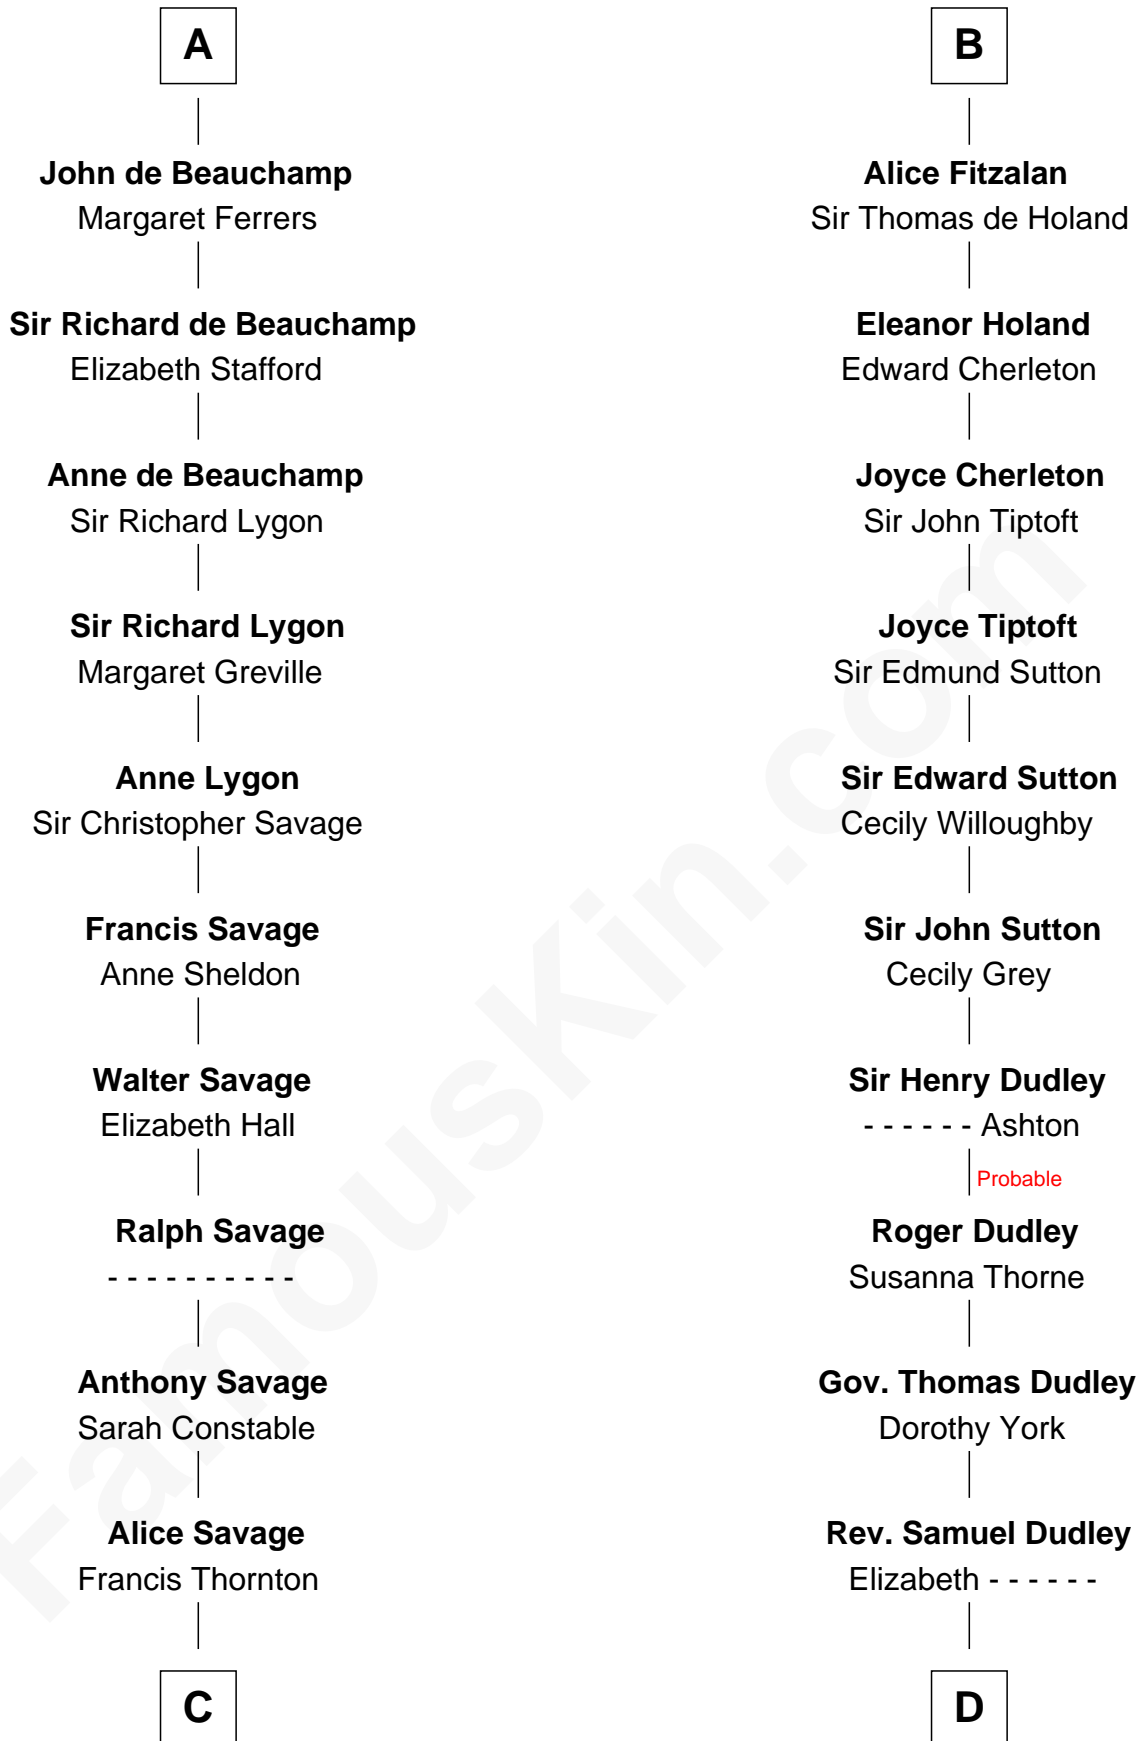 A
John de Beauchamp
Margaret Ferrers
Sir Richard de Beauchamp
Elizabeth Stafford
Anne de Beauchamp
Sir Richard Lygon
Sir Richard Lygon
Margaret Greville
Anne Lygon
Sir Christopher Savage
Francis Savage
Anne Sheldon
Walter Savage
Elizabeth Hall
Ralph Savage
- - - - - - - - - -
Anthony Savage
Sarah Constable
Alice Savage
Francis Thornton
C
B
Alice Fitzalan
Sir Thomas de Holand
Eleanor Holand
Edward Cherleton
Joyce Cherleton
Sir John Tiptoft
Joyce Tiptoft
Sir Edmund Sutton
Sir Edward Sutton
Cecily Willoughby
Sir John Sutton
Cecily Grey
Sir Henry Dudley
- - - - - - Ashton
Probable
Roger Dudley
Susanna Thorne
Gov. Thomas Dudley
Dorothy York
Rev. Samuel Dudley
Elizabeth - - - - - -
D
FamousKin.com